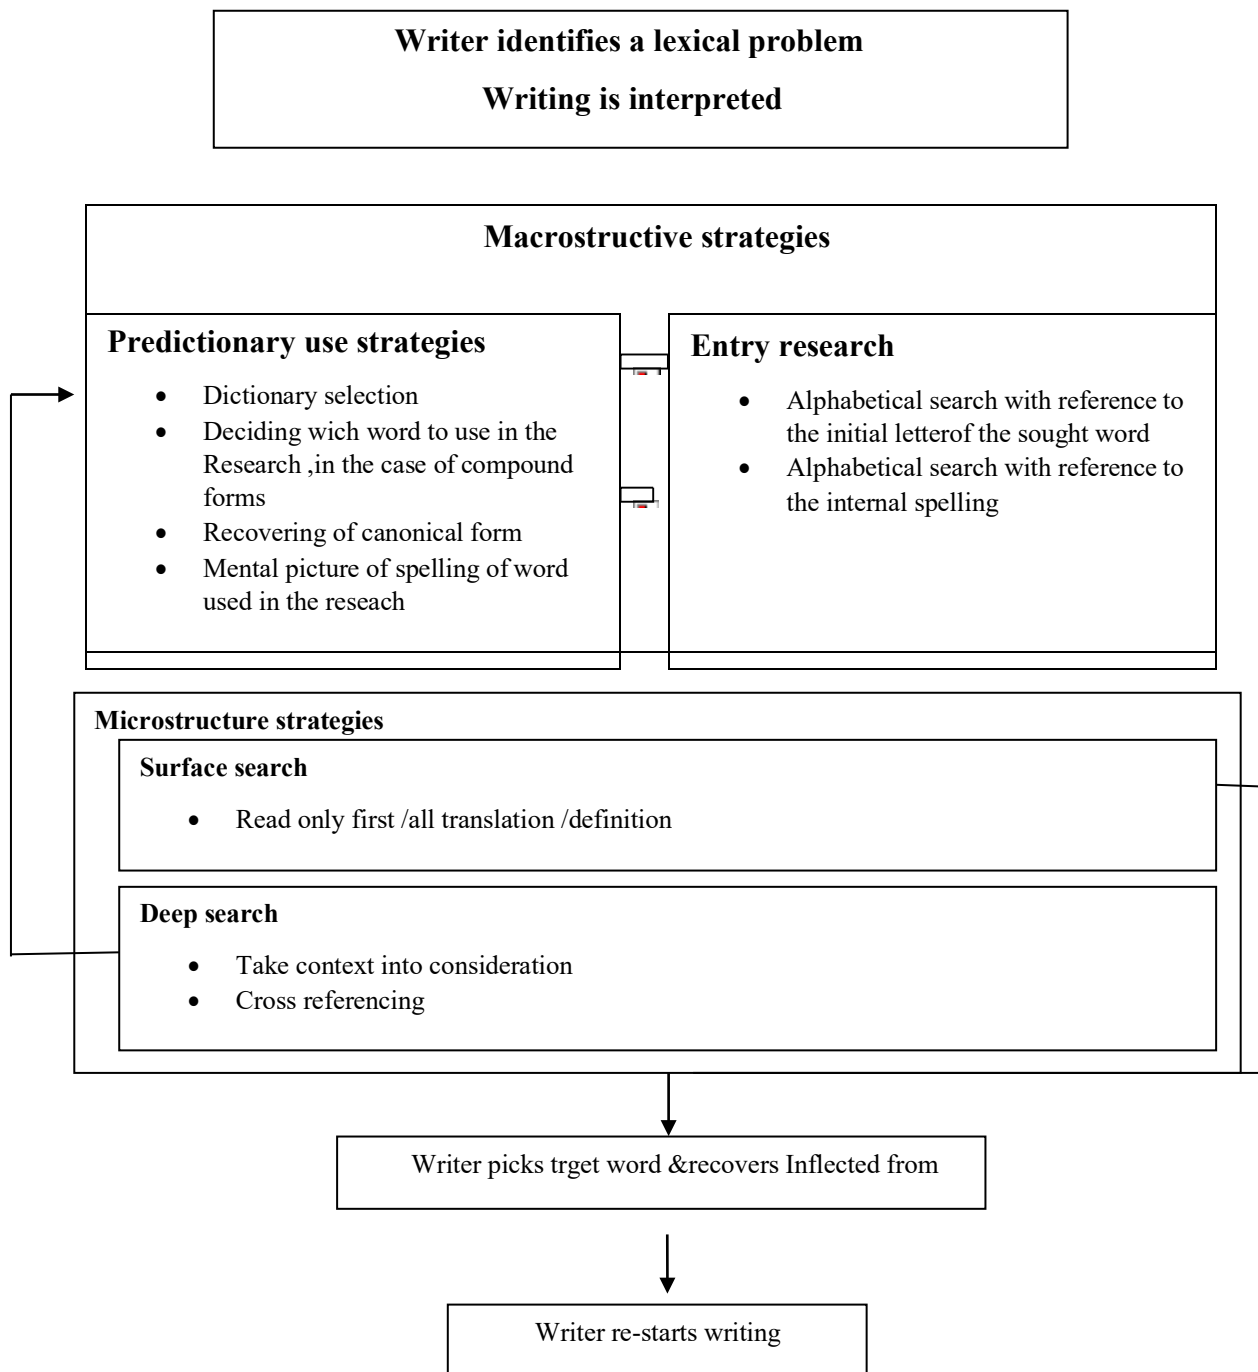 Writer identifies a lexical problem
Writing is interpreted
Macrostructive strategies
Predictionary use strategies
• Dictionary selection
• Deciding wich word to use in the
Research ,in the case of compound
forms
• Recovering of canonical form
• Mental picture of spelling of word
used in the reseach
Entry research
• Alphabetical search with reference to
the initial letterof the sought word
• Alphabetical search with reference to
the internal spelling
Microstructure strategies
Surface search
• Read only first /all translation /definition
Deep search
• Take context into consideration
• Cross referencing
Writer picks trget word &recovers Inflected from
Writer re-starts writing